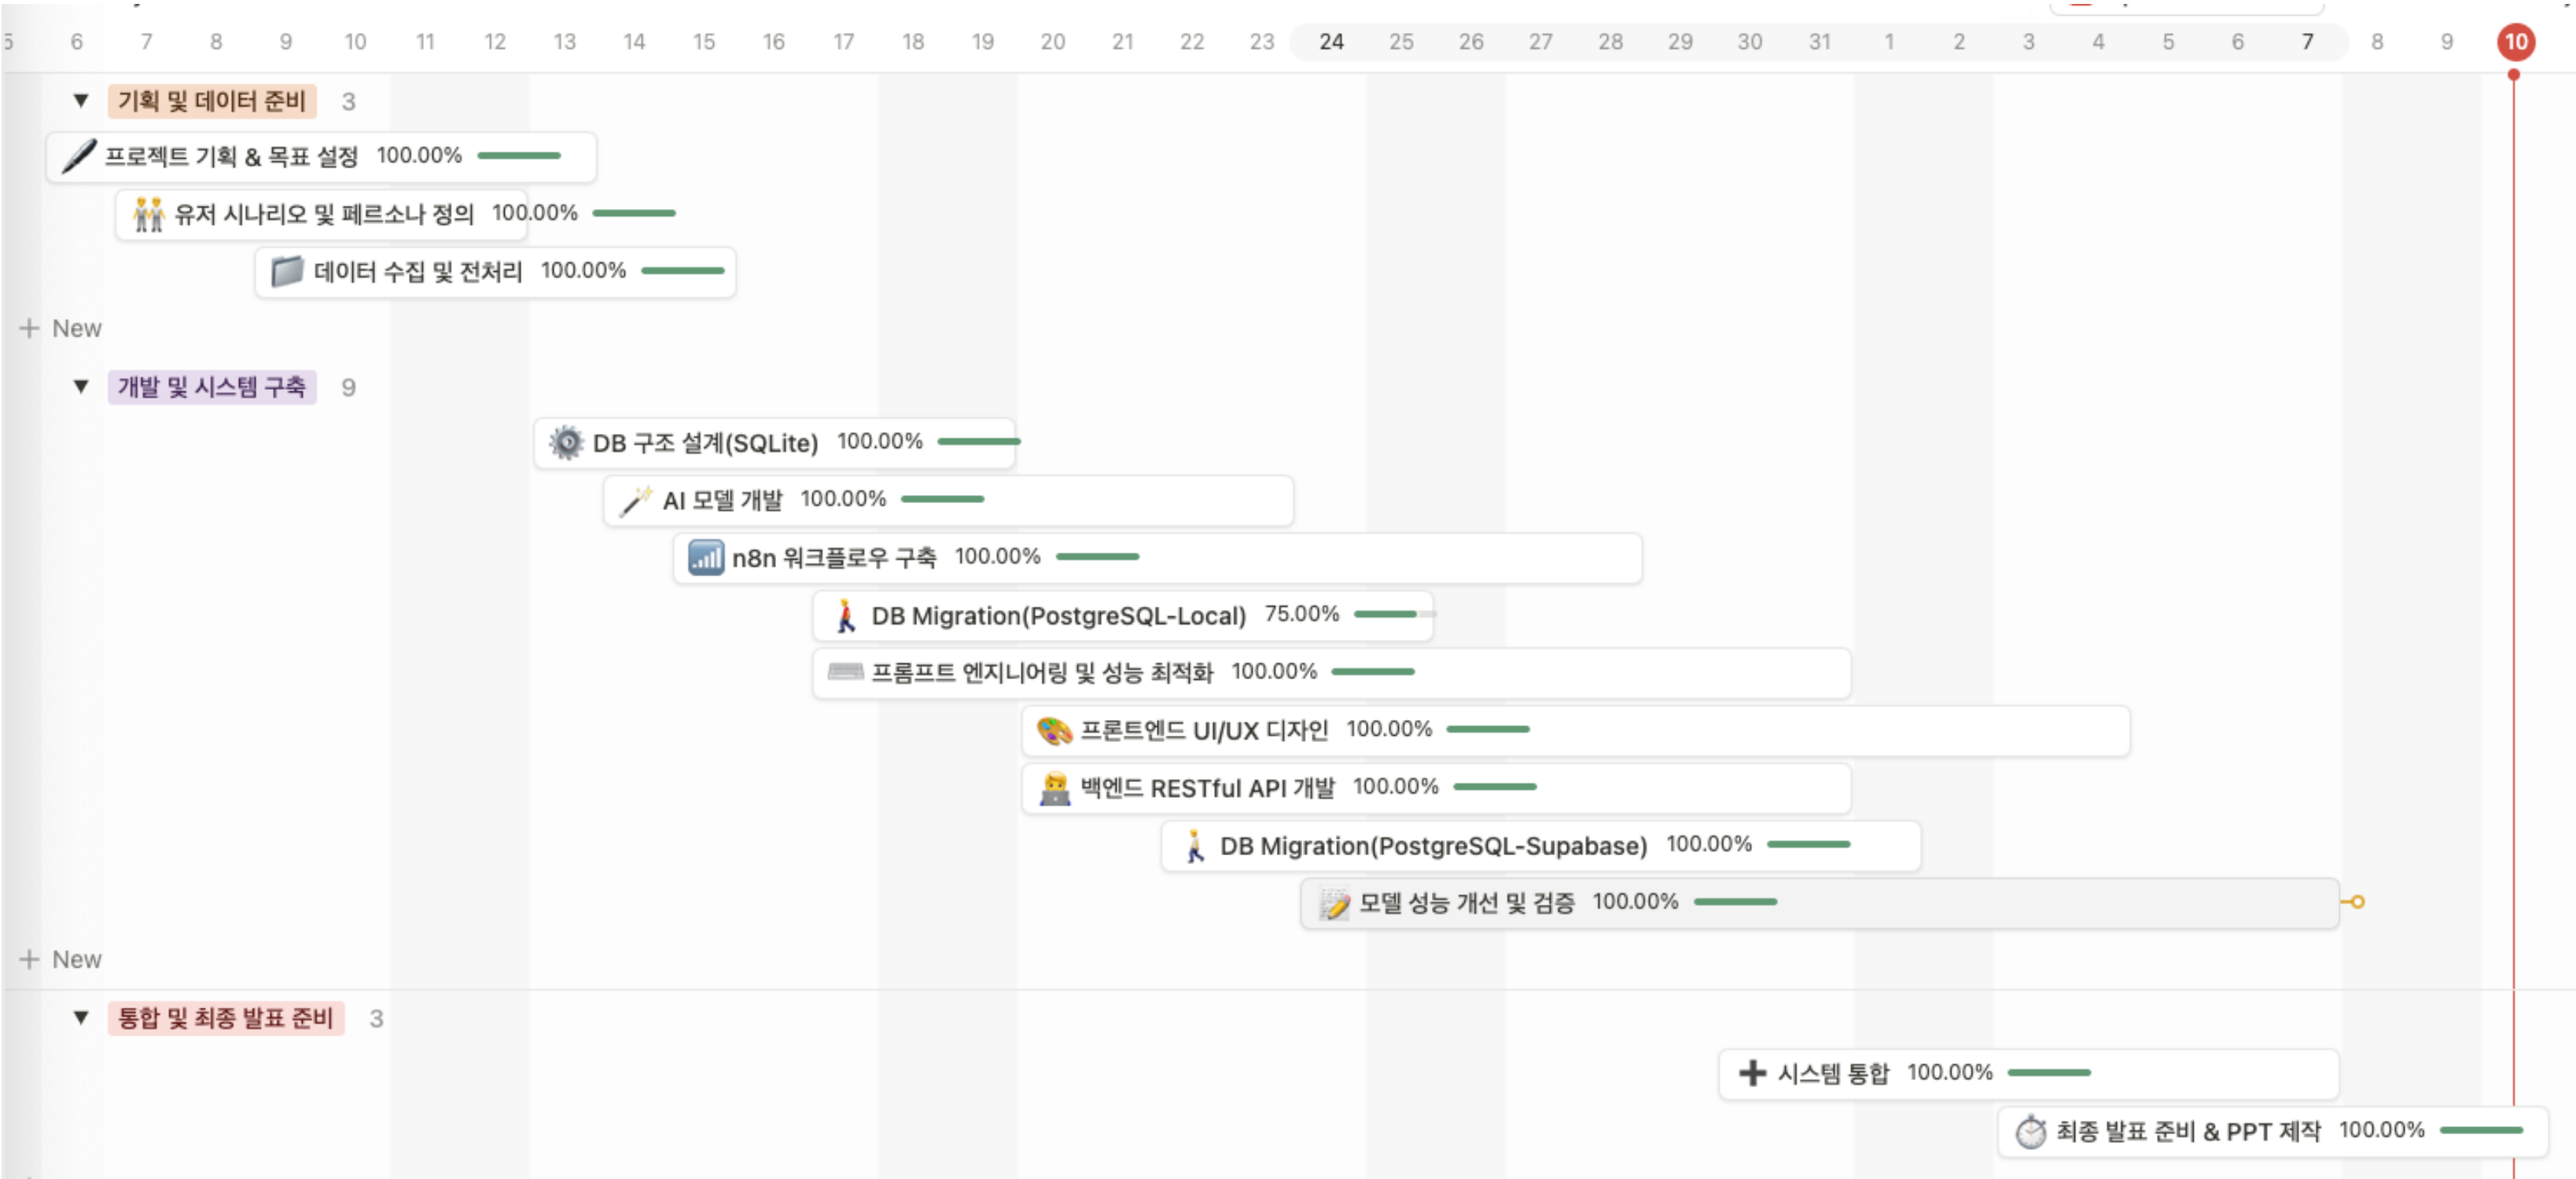 5 6 7 8 9 10 11 12 13 14 15 16 17 18 19 20 21 22 23 24 25 26 27 28 29 30 31 1 2 3 4 5 6 7 8 9 10
기획 및 데이터 준비 3
프로젝트 기획 & 목표 설정 100.00%
유저 시나리오 및 페르소나 정의 100.00%
데이터 수집 및 전처리 100.00%
+ New
개발 및 시스템 구축 9
DB 구조 설계(SQLite) 100.00%
AI 모델 개발 100.00%
n8n 워크플로우 구축 100.00%
DB Migration(PostgreSQL-Local) 75.00%
프롬프트 엔지니어링 및 성능 최적화 100.00%
프론트엔드 UI/UX 디자인 100.00%
백엔드 RESTful API 개발 100.00%
DB Migration(PostgreSQL-Supabase) 100.00%
모델 성능 개선 및 검증 100.00%
+ New
통합 및 최종 발표 준비 3
시스템 통합 100.00%
최종 발표 준비 & PPT 제작 100.00%